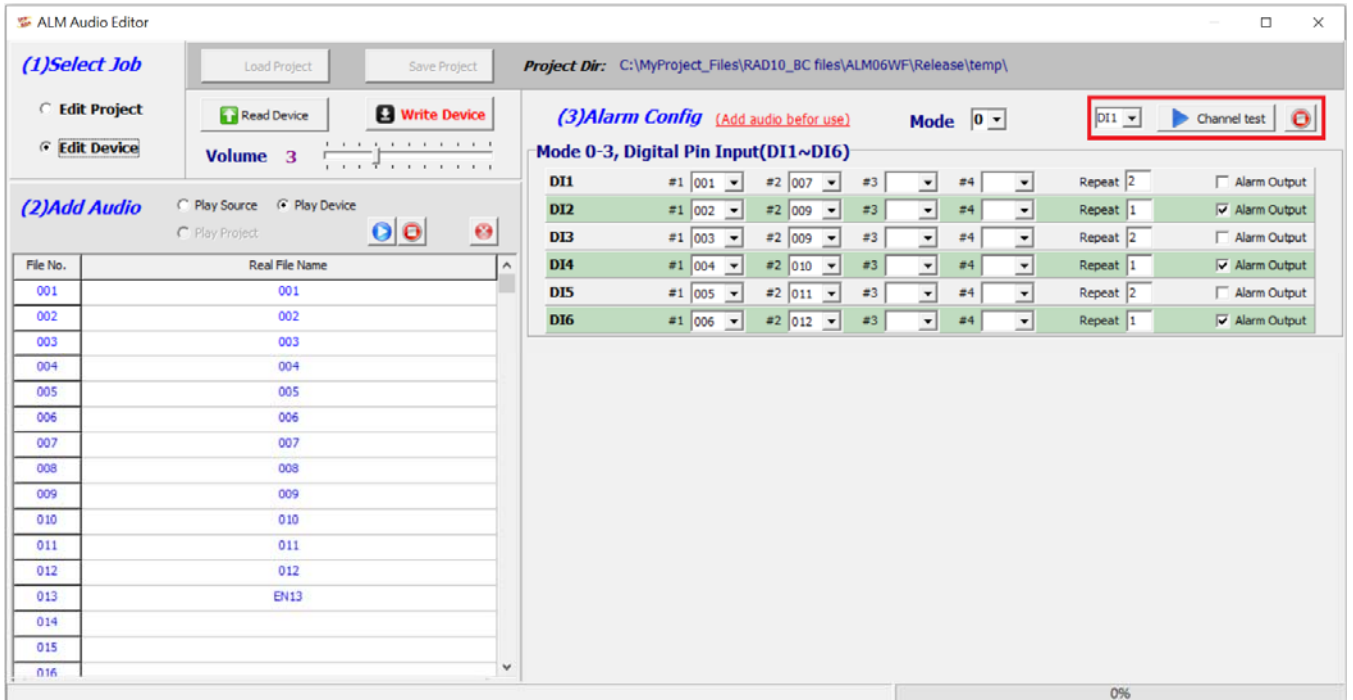 ALM Audio Editor
(1)Select Job
Load Project
Save Project
Project Dir: C:\MyProject_Files\RAD10_BC files\ALM06WF\Release\temp\
Edit Project
Edit Device
Read Device
Write Device
Volume 3
(2)Add Audio
Play Source
Play Device
Play Project
File No. Real File Name
001 001
002 002
003 003
004 004
005 005
006 006
007 007
008 008
009 009
010 010
011 011
012 012
013 EN13
014
015
016
(3)Alarm Config (Add audio befor use) Mode 0
DI1 Channel test
Mode 0-3, Digital Pin Input(DI1~DI6)
DI1 #1 001 #2 007 #3 #4 Repeat 2 Alarm Output
DI2 #1 002 #2 009 #3 #4 Repeat 1 Alarm Output
DI3 #1 003 #2 009 #3 #4 Repeat 2 Alarm Output
DI4 #1 004 #2 010 #3 #4 Repeat 1 Alarm Output
DI5 #1 005 #2 011 #3 #4 Repeat 2 Alarm Output
DI6 #1 006 #2 012 #3 #4 Repeat 1 Alarm Output
0%